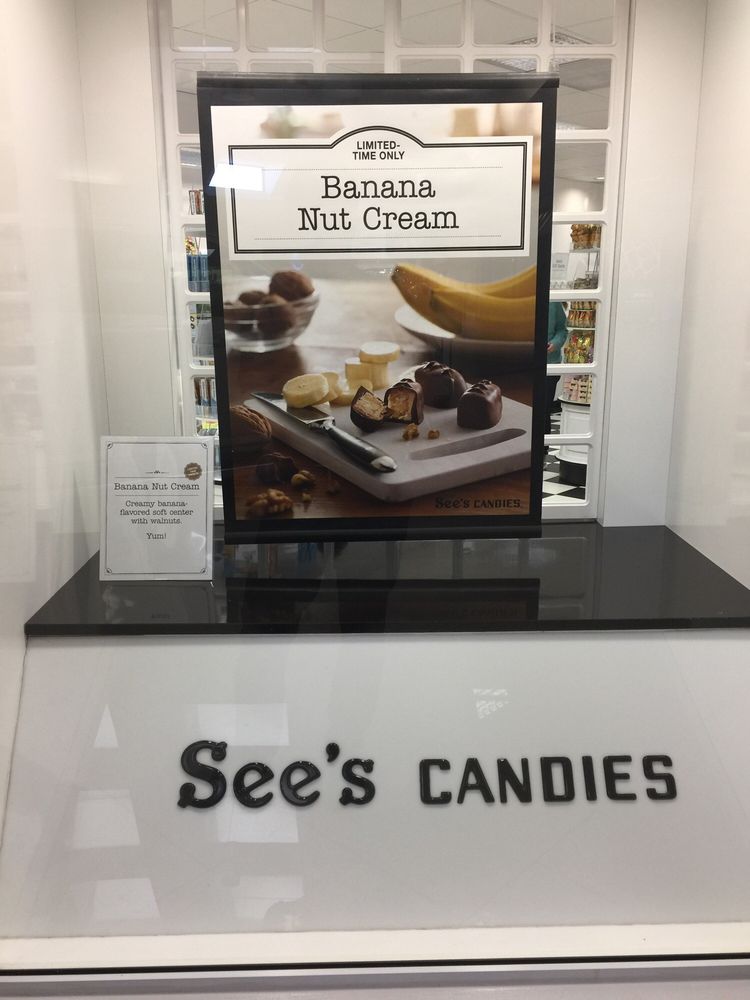 LIMITED-
TIME ONLY
Banana
Nut Cream
See's CANDIES
Banana Nut Cream
Creamy banana-
flavored soft center
with walnuts.
Yum!
See's CANDIES